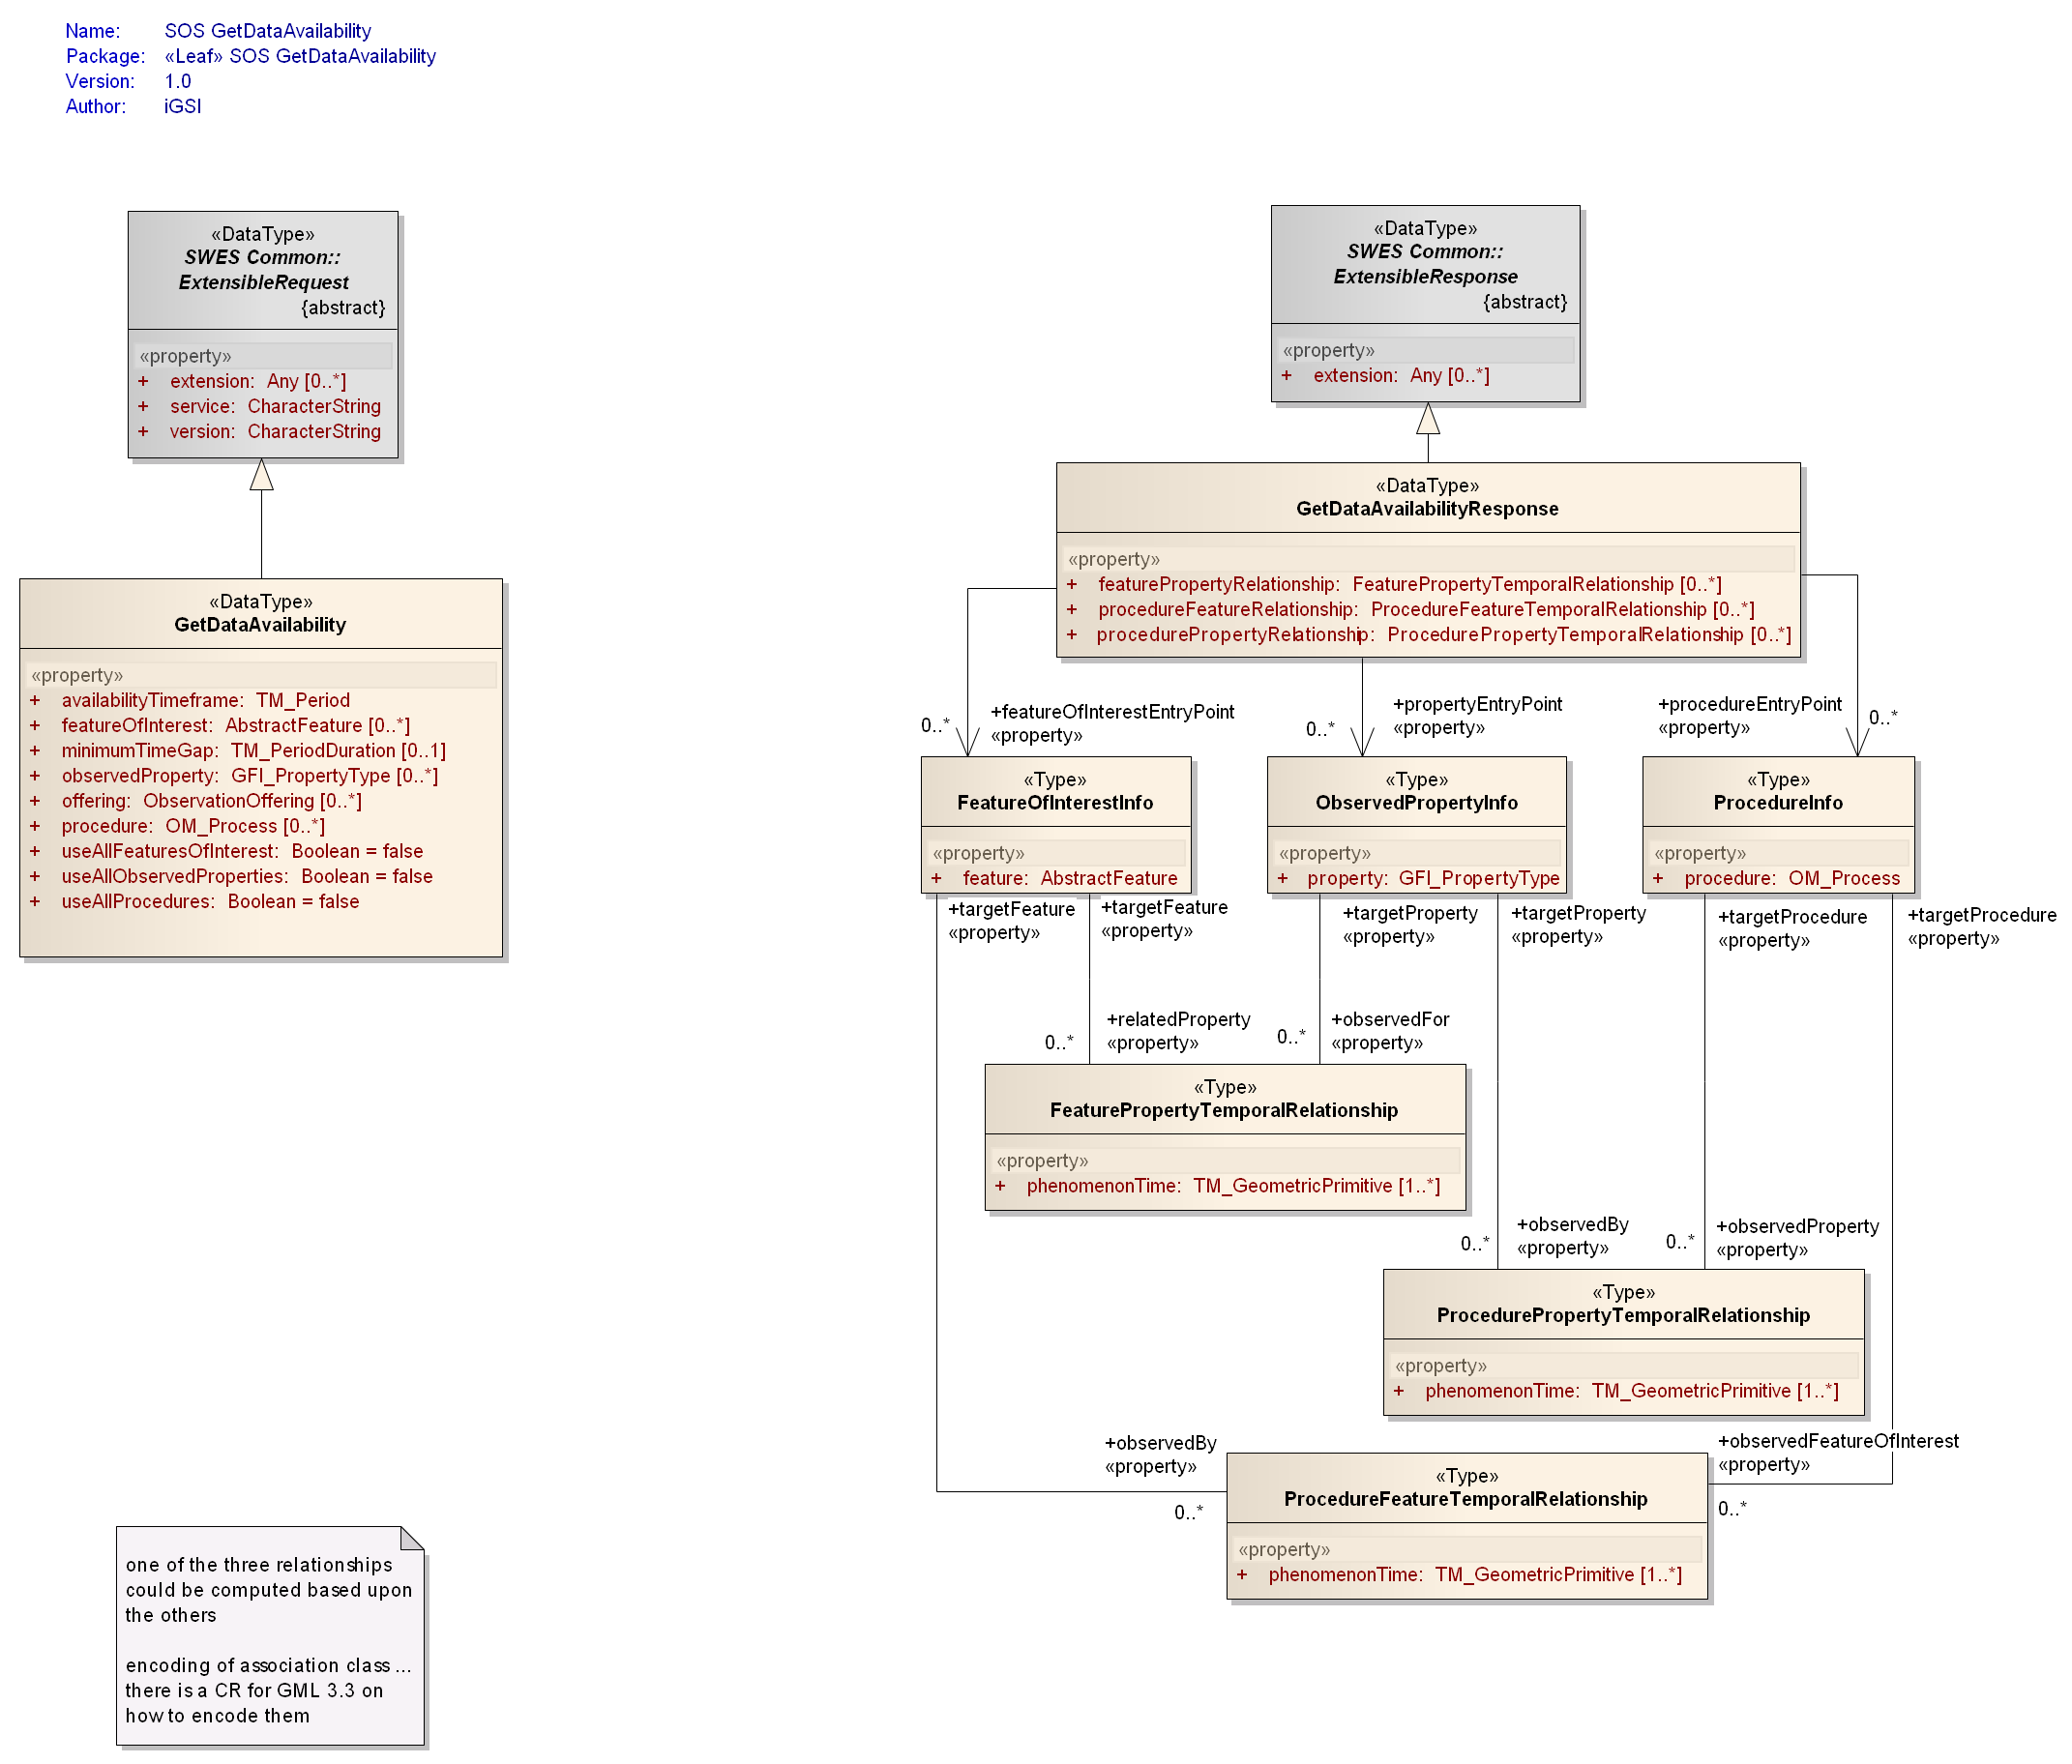 Name: SOS GetDataAvailability
Package: «Leaf» SOS GetDataAvailability
Version: 1.0
Author: iGSI
«DataType»
SWES Common::
ExtensibleRequest
{abstract}
«property»
+ extension: Any [0..*]
+ service: CharacterString
+ version: CharacterString
«DataType»
GetDataAvailability
«property»
+ availabilityTimeframe: TM_Period
+ featureOfInterest: AbstractFeature [0..*]
+ minimumTimeGap: TM_PeriodDuration [0..1]
+ observedProperty: GFI_PropertyType [0..*]
+ offering: ObservationOffering [0..*]
+ procedure: OM_Process [0..*]
+ useAllFeaturesOfInterest: Boolean = false
+ useAllObservedProperties: Boolean = false
+ useAllProcedures: Boolean = false
«DataType»
SWES Common::
ExtensibleResponse
{abstract}
«property»
+ extension: Any [0..*]
«DataType»
GetDataAvailabilityResponse
«property»
+ featurePropertyRelationship: FeaturePropertyTemporalRelationship [0..*]
+ procedureFeatureRelationship: ProcedureFeatureTemporalRelationship [0..*]
+ procedurePropertyRelationship: ProcedurePropertyTemporalRelationship [0..*]
0..*
+featureOfInterestEntryPoint
«property»
0..*
+propertyEntryPoint
«property»
+procedureEntryPoint
«property»
0..*
«Type»
FeatureOfInterestInfo
«property»
+ feature: AbstractFeature
«Type»
ObservedPropertyInfo
«property»
+ property: GFI_PropertyType
«Type»
ProcedureInfo
«property»
+ procedure: OM_Process
+targetFeature
«property»
+targetFeature
«property»
+targetProperty
«property»
+targetProperty
«property»
+targetProcedure
«property»
+targetProcedure
«property»
0..*
+relatedProperty
«property»
0..*
+observedFor
«property»
«Type»
FeaturePropertyTemporalRelationship
«property»
+ phenomenonTime: TM_GeometricPrimitive [1..*]
0..*
+observedBy
«property»
0..*
+observedProperty
«property»
«Type»
ProcedurePropertyTemporalRelationship
«property»
+ phenomenonTime: TM_GeometricPrimitive [1..*]
+observedBy
«property»
0..*
+observedFeatureOfInterest
«property»
0..*
«Type»
ProcedureFeatureTemporalRelationship
«property»
+ phenomenonTime: TM_GeometricPrimitive [1..*]
one of the three relationships
could be computed based upon
the others
encoding of association class ...
there is a CR for GML 3.3 on
how to encode them